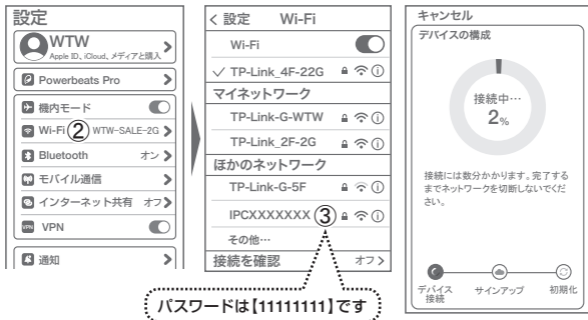 設定
WTW
Apple ID、iCloud、メディアと購入
Powerbeats Pro
機内モード
Wi-Fi ② WTW-SALE-2G
Bluetooth オン
モバイル通信
インターネット共有 オフ
VPN VPN
通知
設定 Wi-Fi
Wi-Fi
TP-Link_4F-22G
マイネットワーク
TP-Link-G-WTW
TP-Link_2F-2G
ほかのネットワーク
TP-Link-G-5F
IPCXXXXXXX ③
その他…
接続を確認 オフ
パスワードは【11111111】です
キャンセル
デバイスの構成
接続中…
2%
接続には数分かかります。完了する
までネットワークを切断しないでくだ
さい。
デバイス接続 サインアップ 初期化